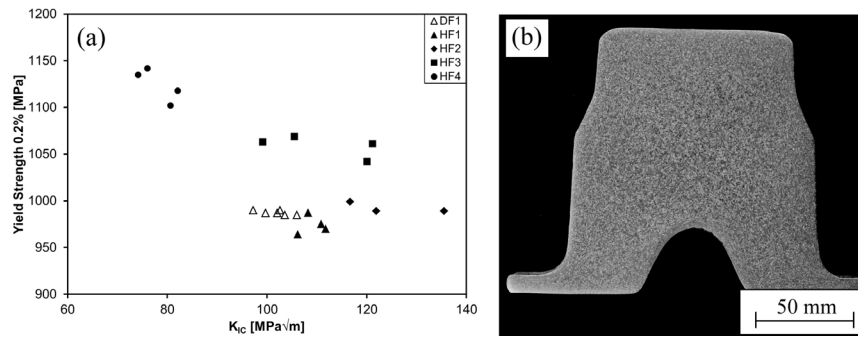 (a)
1200
1150
1100
1050
1000
950
900
Yield Strength 0.2% [MPa]
60
80
100
120
140
K_IC [MPa√m]
DF1
HF1
HF2
HF3
HF4
(b)
50 mm